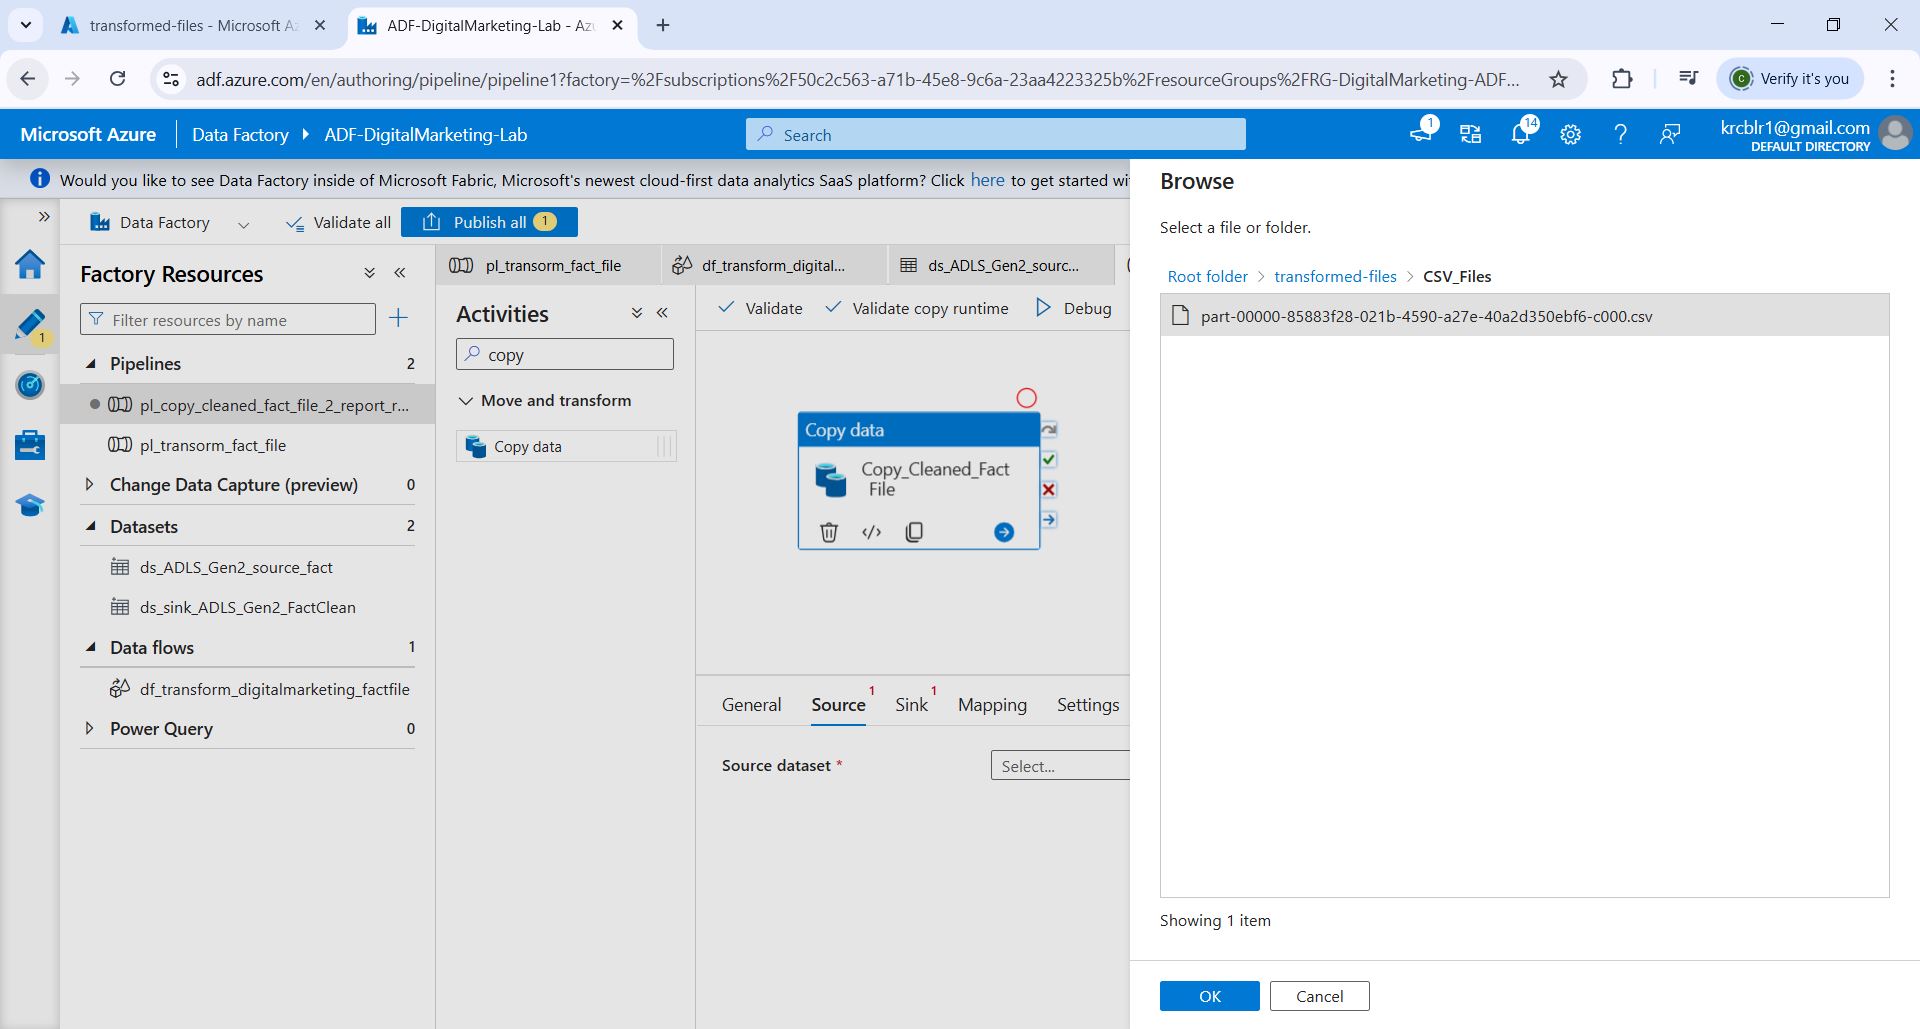 transformed-files - Microsoft Az
ADF-DigitalMarketing-Lab - Azu
adf.azure.com/en/authoring/pipeline/pipeline1?factory=%2Fsubscriptions%2F50c2c563-a71b-45e8-9c6a-23aa4223325b%2FresourceGroups%2FRG-DigitalMarketing-ADF...
Verify it's you
Microsoft Azure
Data Factory
ADF-DigitalMarketing-Lab
Search
1
14
krcblr1@gmail.com
DEFAULT DIRECTORY
Would you like to see Data Factory inside of Microsoft Fabric, Microsoft's newest cloud-first data analytics SaaS platform? Click here to get started wi
Data Factory
Validate all
Publish all 1
1
Factory Resources
Filter resources by name
Pipelines 2
pl_copy_cleaned_fact_file_2_report_r...
pl_transorm_fact_file
Change Data Capture (preview) 0
Datasets 2
ds_ADLS_Gen2_source_fact
ds_sink_ADLS_Gen2_FactClean
Data flows 1
df_transform_digitalmarketing_factfile
Power Query 0
pl_transorm_fact_file
df_transform_digital...
ds_ADLS_Gen2_sourc...
Activities
copy
Move and transform
Copy data
Validate
Validate copy runtime
Debug
Copy data
Copy_Cleaned_Fact
File
General
Source 1
Sink 1
Mapping
Settings
Source dataset *
Select...
Browse
Select a file or folder.
Root folder > transformed-files > CSV_Files
part-00000-85883f28-021b-4590-a27e-40a2d350ebf6-c000.csv
Showing 1 item
OK
Cancel